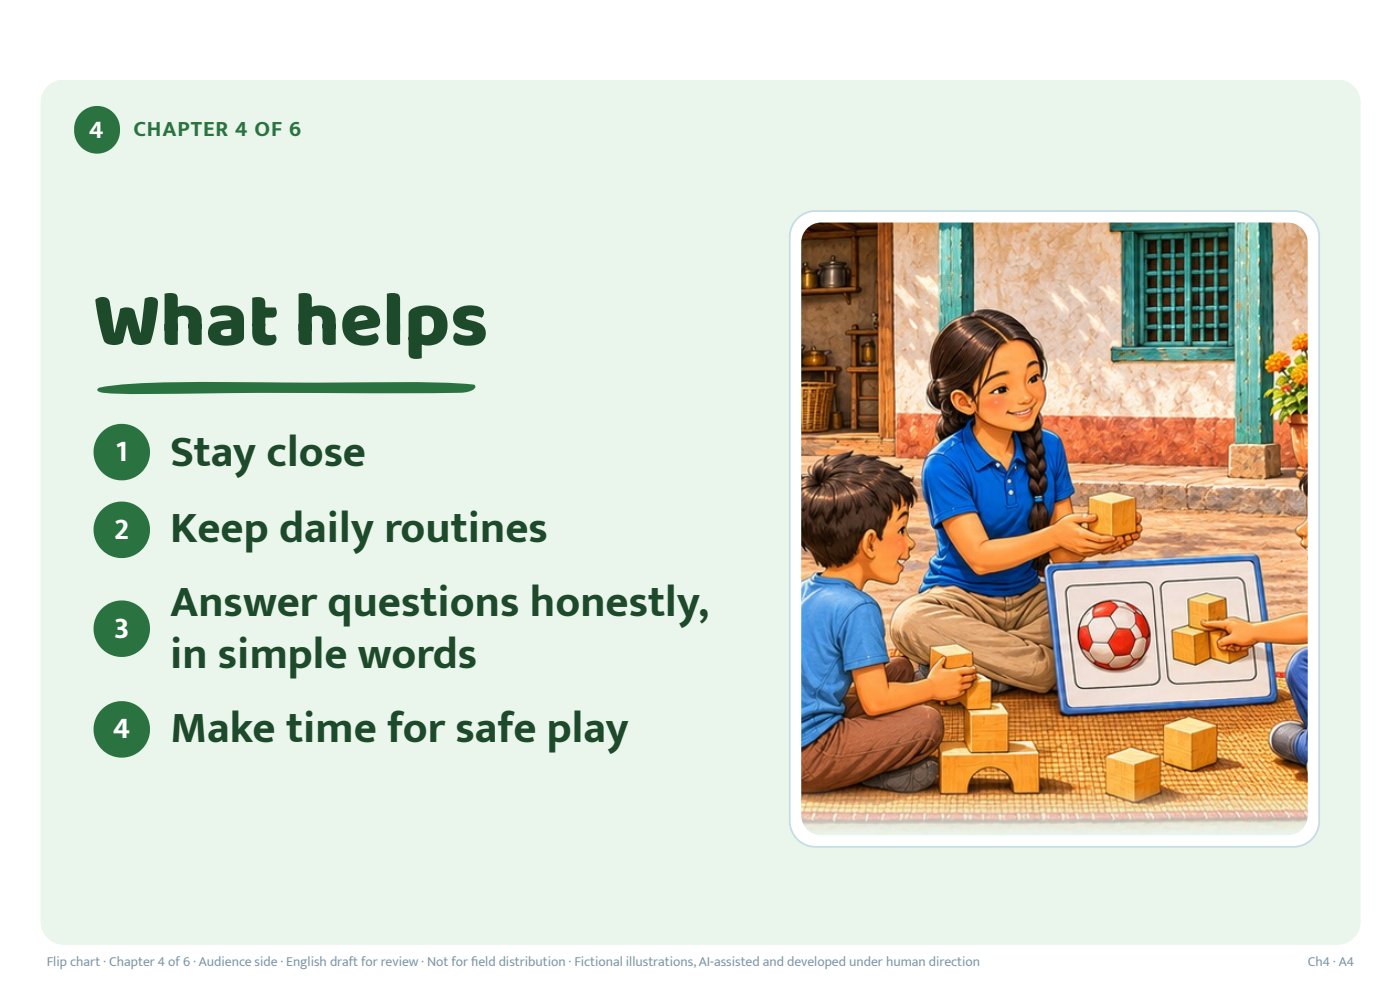 4 CHAPTER 4 OF 6
What helps
1 Stay close
2 Keep daily routines
3 Answer questions honestly,
in simple words
4 Make time for safe play
Flip chart · Chapter 4 of 6 · Audience side · English draft for review · Not for field distribution · Fictional illustrations, AI-assisted and developed under human direction
Ch4 · A4